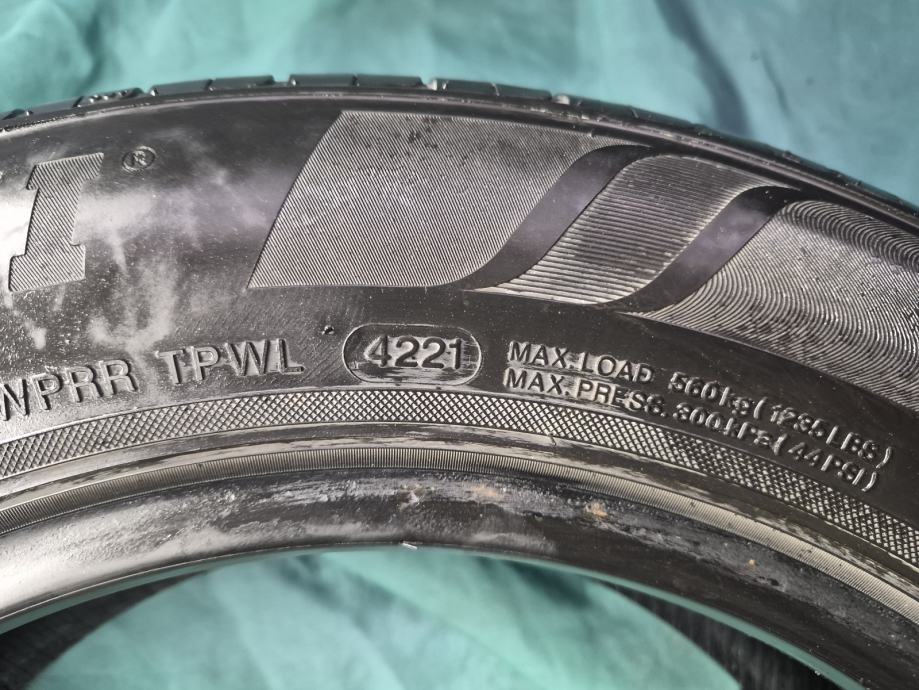 I®
WPRR TPWL
4221
MAX.LOAD 560kg(1235LBS)
MAX.PRESS.300kPa(44PSI)